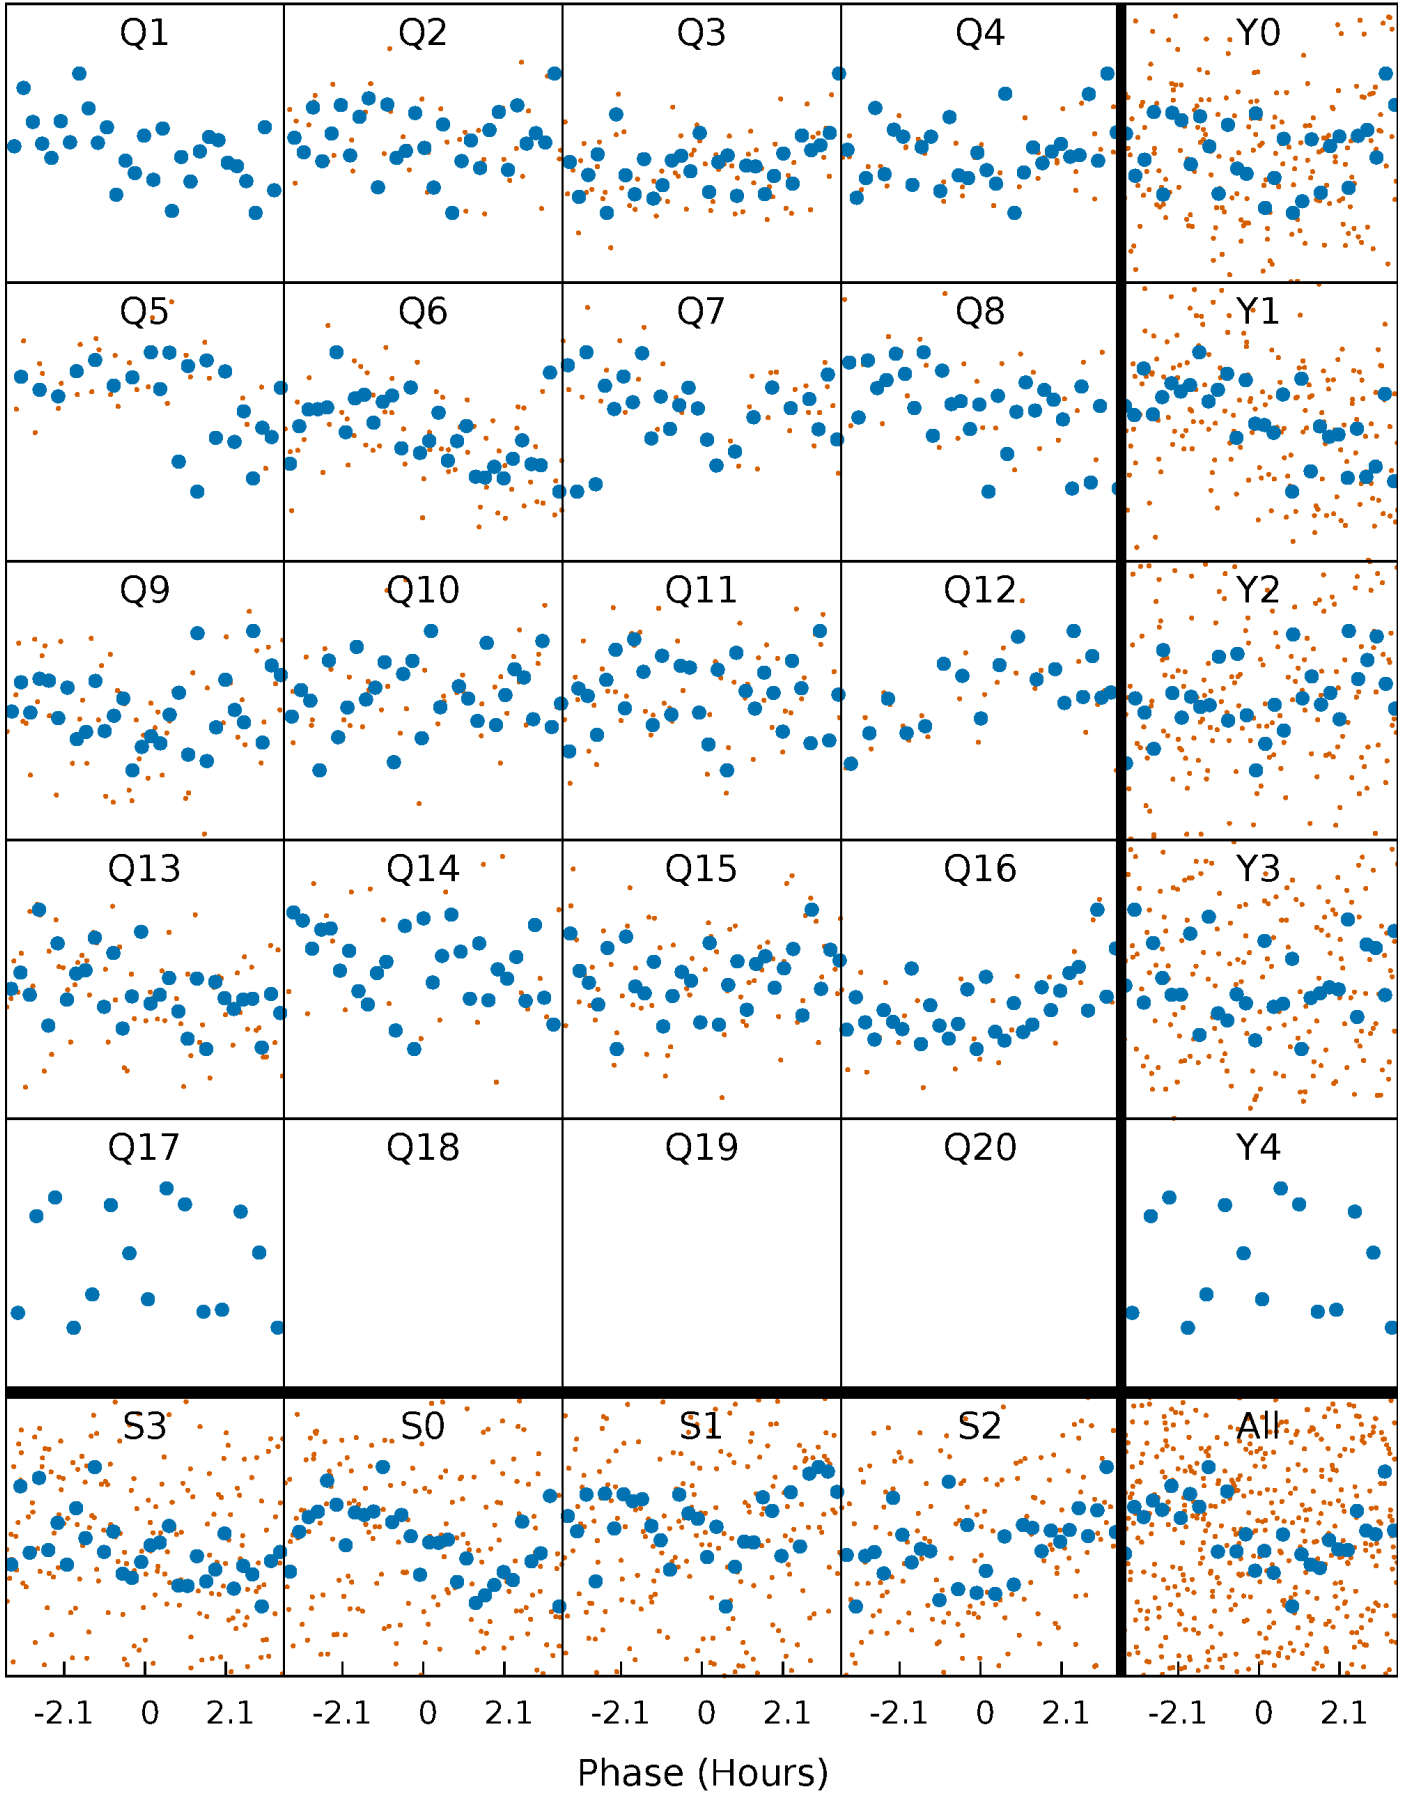 Q1 Q2 Q3 Q4 Y0
Q5 Q6 Q7 Q8 Y1
Q9 Q10 Q11 Q12 Y2
Q13 Q14 Q15 Q16 Y3
Q17 Q18 Q19 Q20 Y4
S3 S0 S1 S2 All
-2.1 0 2.1 -2.1 0 2.1 -2.1 0 2.1 -2.1 0 2.1 -2.1 0 2.1
Phase (Hours)